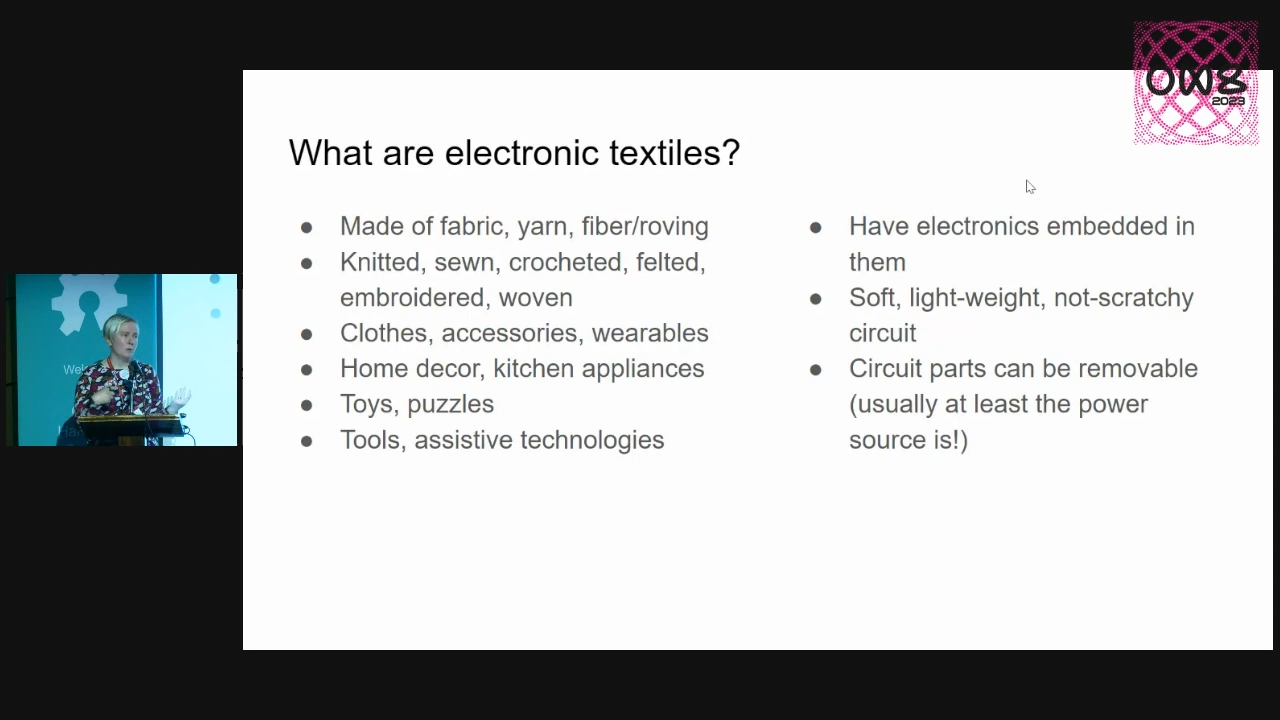 OW8
2023
What are electronic textiles?
● Made of fabric, yarn, fiber/roving
● Knitted, sewn, crocheted, felted,
embroidered, woven
● Clothes, accessories, wearables
● Home decor, kitchen appliances
● Toys, puzzles
● Tools, assistive technologies
● Have electronics embedded in
them
● Soft, light-weight, not-scratchy
circuit
● Circuit parts can be removable
(usually at least the power
source is!)